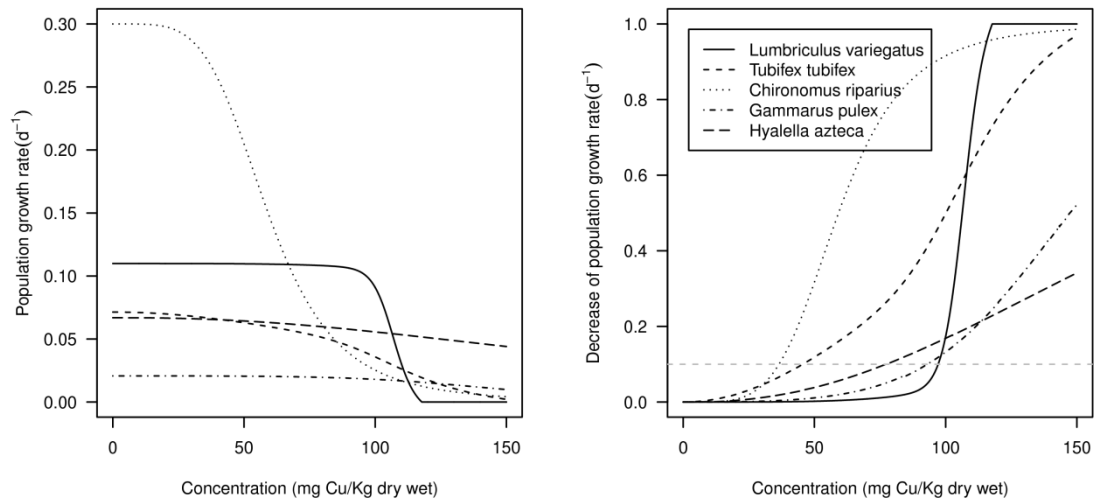 Population growth rate(d⁻¹)
0.30
0.25
0.20
0.15
0.10
0.05
0.00
0
50
100
150
Concentration (mg Cu/Kg dry wet)
Decrease of population growth rate(d⁻¹)
1.0
0.8
0.6
0.4
0.2
0.0
Lumbriculus variegatus
Tubifex tubifex
Chironomus riparius
Gammarus pulex
Hyalella azteca
0
50
100
150
Concentration (mg Cu/Kg dry wet)